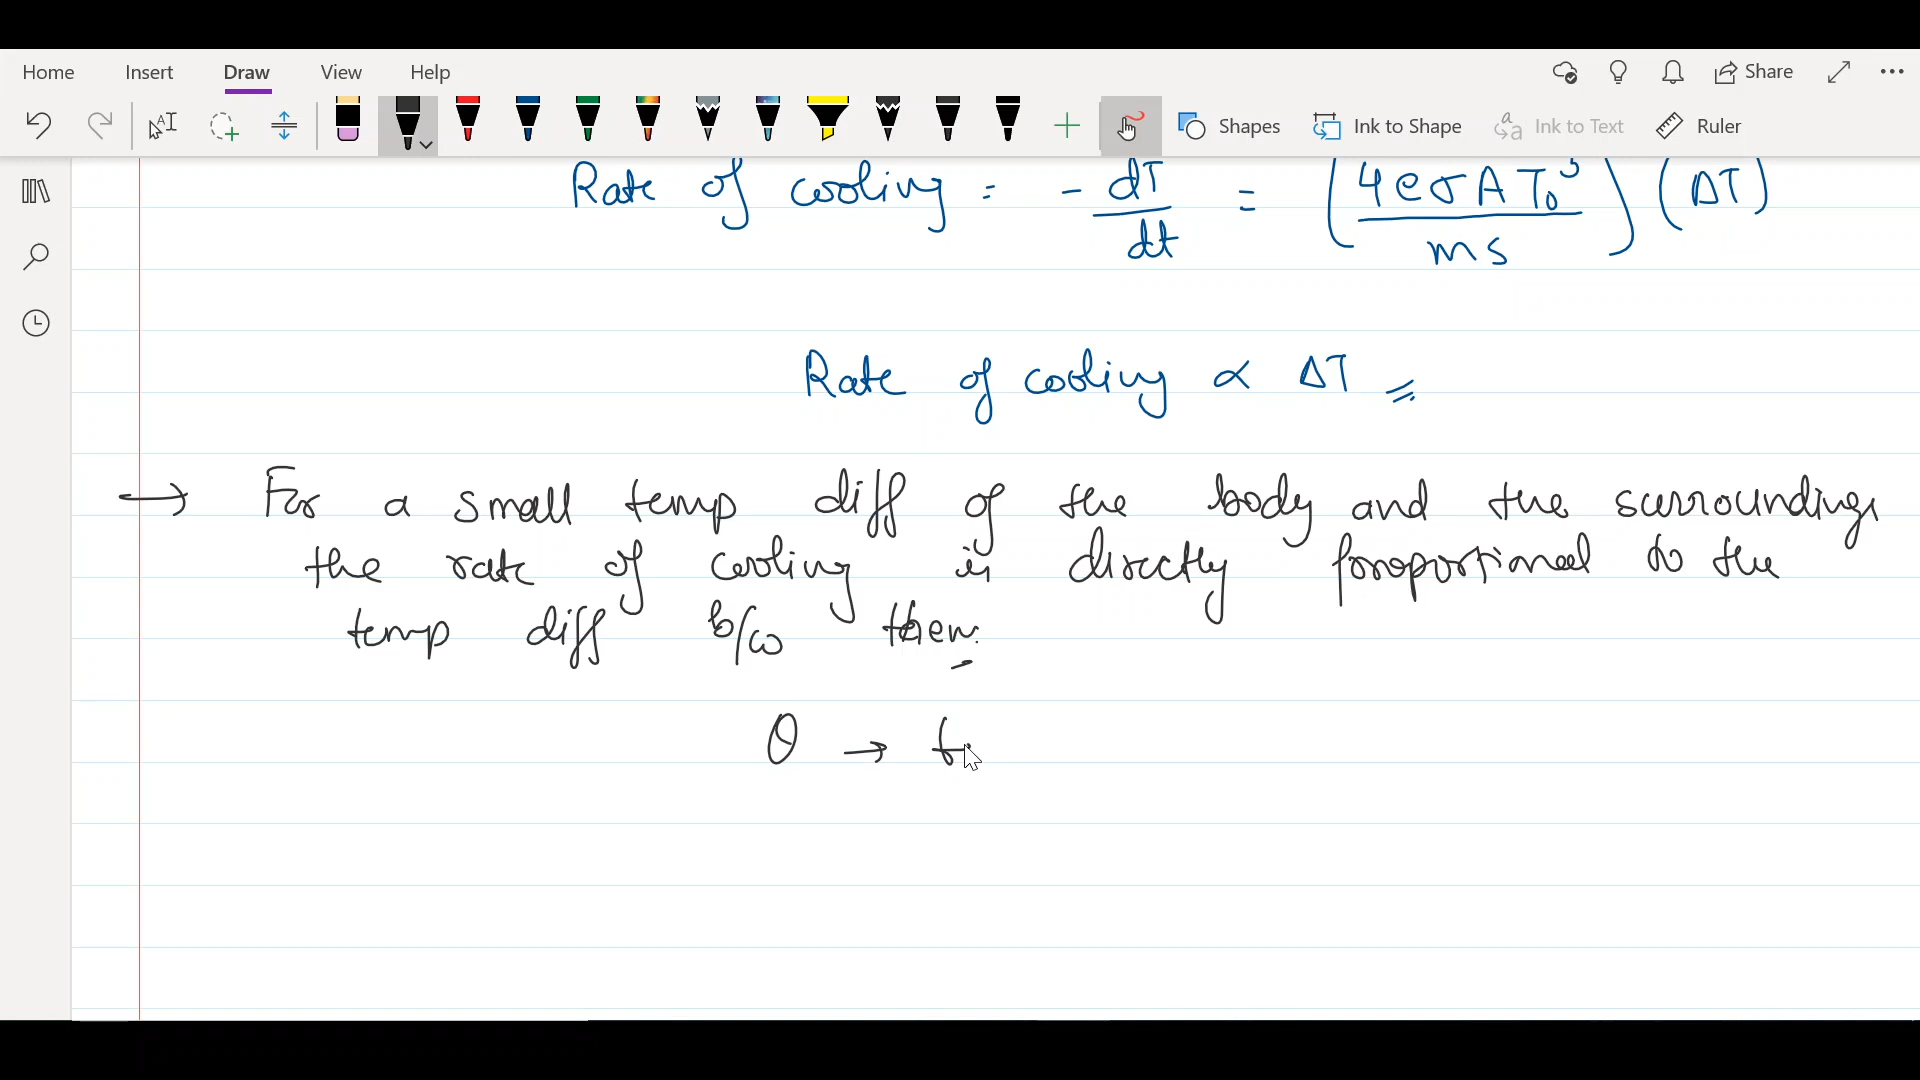 Home Insert Draw View Help Share
Shapes Ink to Shape Ink to Text Ruler
Rate of cooling = - dT/dt = (4eσAT₀³/ms) (ΔT)
Rate of cooling ∝ ΔT
→ For a small temp diff of the body and the surroundings
the rate of cooling is directly proportional to the
temp diff b/w them.
θ → t